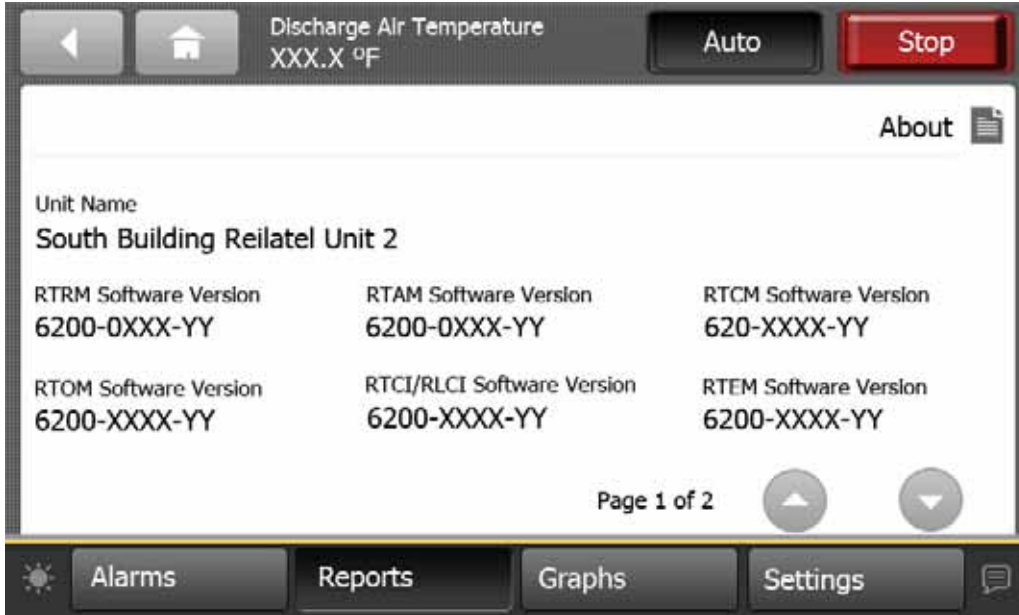 Discharge Air Temperature
XXX.X ºF
Auto
Stop
About
Unit Name
South Building Reilatel Unit 2
RTRM Software Version
6200-0XXX-YY
RTAM Software Version
6200-0XXX-YY
RTCM Software Version
620-XXXX-YY
RTOM Software Version
6200-XXXX-YY
RTCI/RLCI Software Version
6200-XXXX-YY
RTEM Software Version
6200-XXXX-YY
Page 1 of 2
Alarms
Reports
Graphs
Settings